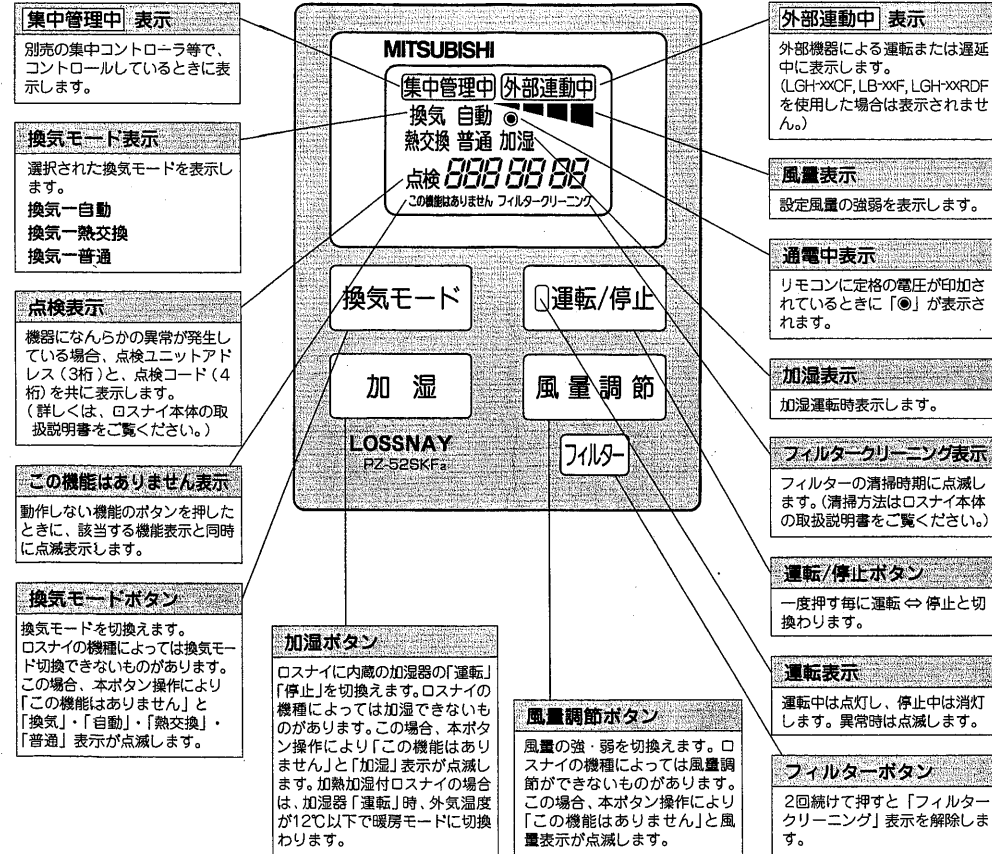 集中管理中 表示
別売の集中コントローラ等で、
コントロールしているときに表
示します。
換気モード表示
選択された換気モードを表示し
ます。
換気ー自動
換気ー熱交換
換気ー普通
点検表示
機器になんらかの異常が発生し
ている場合、点検ユニットアド
レス(3桁)と、点検コード(4
桁)を共に表示します。
(詳しくは、ロスナイ本体の取
扱説明書をご覧ください。)
この機能はありません表示
動作しない機能のボタンを押した
ときに、該当する機能表示と同時
に点滅表示します。
換気モードボタン
換気モードを切換えます。
ロスナイの機種によっては換気モー
ド切換できないものがあります。
この場合、本ボタン操作により
「この機能はありません」と
「換気」・「自動」・「熱交換」・
「普通」表示が点滅します。
MITSUBISHI
集中管理中 外部連動中
換気 自動 ◉
熱交換 普通 加湿
点検 888 88 88
この機能はありません フィルタークリーニング
換気モード
運転/停止
加 湿
風量調節
LOSSNAY
PZ-52SKF₂
フィルター
加湿ボタン
ロスナイに内蔵の加湿器の「運転」
「停止」を切換えます。ロスナイの
機種によっては加湿できないも
のがあります。この場合、本ボタ
ン操作により「この機能はあり
ません」と「加湿」表示が点滅し
ます。加熱加湿付ロスナイの場合
は、加湿器「運転」時、外気温度
が12℃以下で暖房モードに切換
わります。
風量調節ボタン
風量の強・弱を切換えます。ロ
スナイの機種によっては風量調
節ができないものがあります。
この場合、本ボタン操作により
「この機能はありません」と風
量表示が点滅します。
外部連動中 表示
外部機器による運転または遅延
中に表示します。
(LGH-xxCF, LB-xxF, LGH-xxRDF
を使用した場合は表示されませ
ん。)
風量表示
設定風量の強弱を表示します。
通電中表示
リモコンに定格の電圧が印加さ
れているときに「◉」が表示さ
れます。
加湿表示
加湿運転時表示します。
フィルタークリーニング表示
フィルターの清掃時期に点滅し
ます。(清掃方法はロスナイ本体
の取扱説明書をご覧ください。)
運転/停止ボタン
一度押す毎に運転⇔停止と切
換わります。
運転表示
運転中は点灯し、停止中は消灯
します。異常時は点滅します。
フィルターボタン
2回続けて押すと「フィルター
クリーニング」表示を解除しま
す。